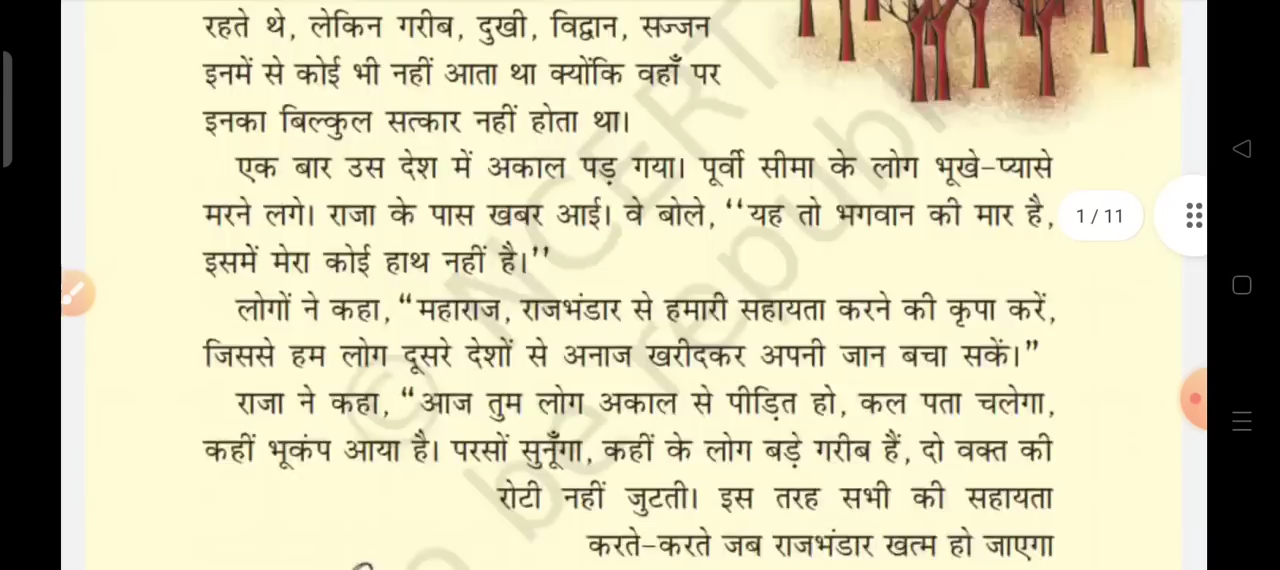 रहते थे, लेकिन गरीब, दुखी, विद्वान, सज्जन
इनमें से कोई भी नहीं आता था क्योंकि वहाँ पर
इनका बिल्कुल सत्कार नहीं होता था।
एक बार उस देश में अकाल पड़ गया। पूर्वी सीमा के लोग भूखे-प्यासे
मरने लगे। राजा के पास खबर आई। वे बोले, ‘‘यह तो भगवान की मार है,
1 / 11
इसमें मेरा कोई हाथ नहीं है।’’
लोगों ने कहा, “महाराज, राजभंडार से हमारी सहायता करने की कृपा करें,
जिससे हम लोग दूसरे देशों से अनाज खरीदकर अपनी जान बचा सकें।”
राजा ने कहा, “आज तुम लोग अकाल से पीड़ित हो, कल पता चलेगा,
कहीं भूकंप आया है। परसों सुनूँगा, कहीं के लोग बड़े गरीब हैं, दो वक्त की
रोटी नहीं जुटती। इस तरह सभी की सहायता
करते-करते जब राजभंडार खत्म हो जाएगा
© NCERT
be republ